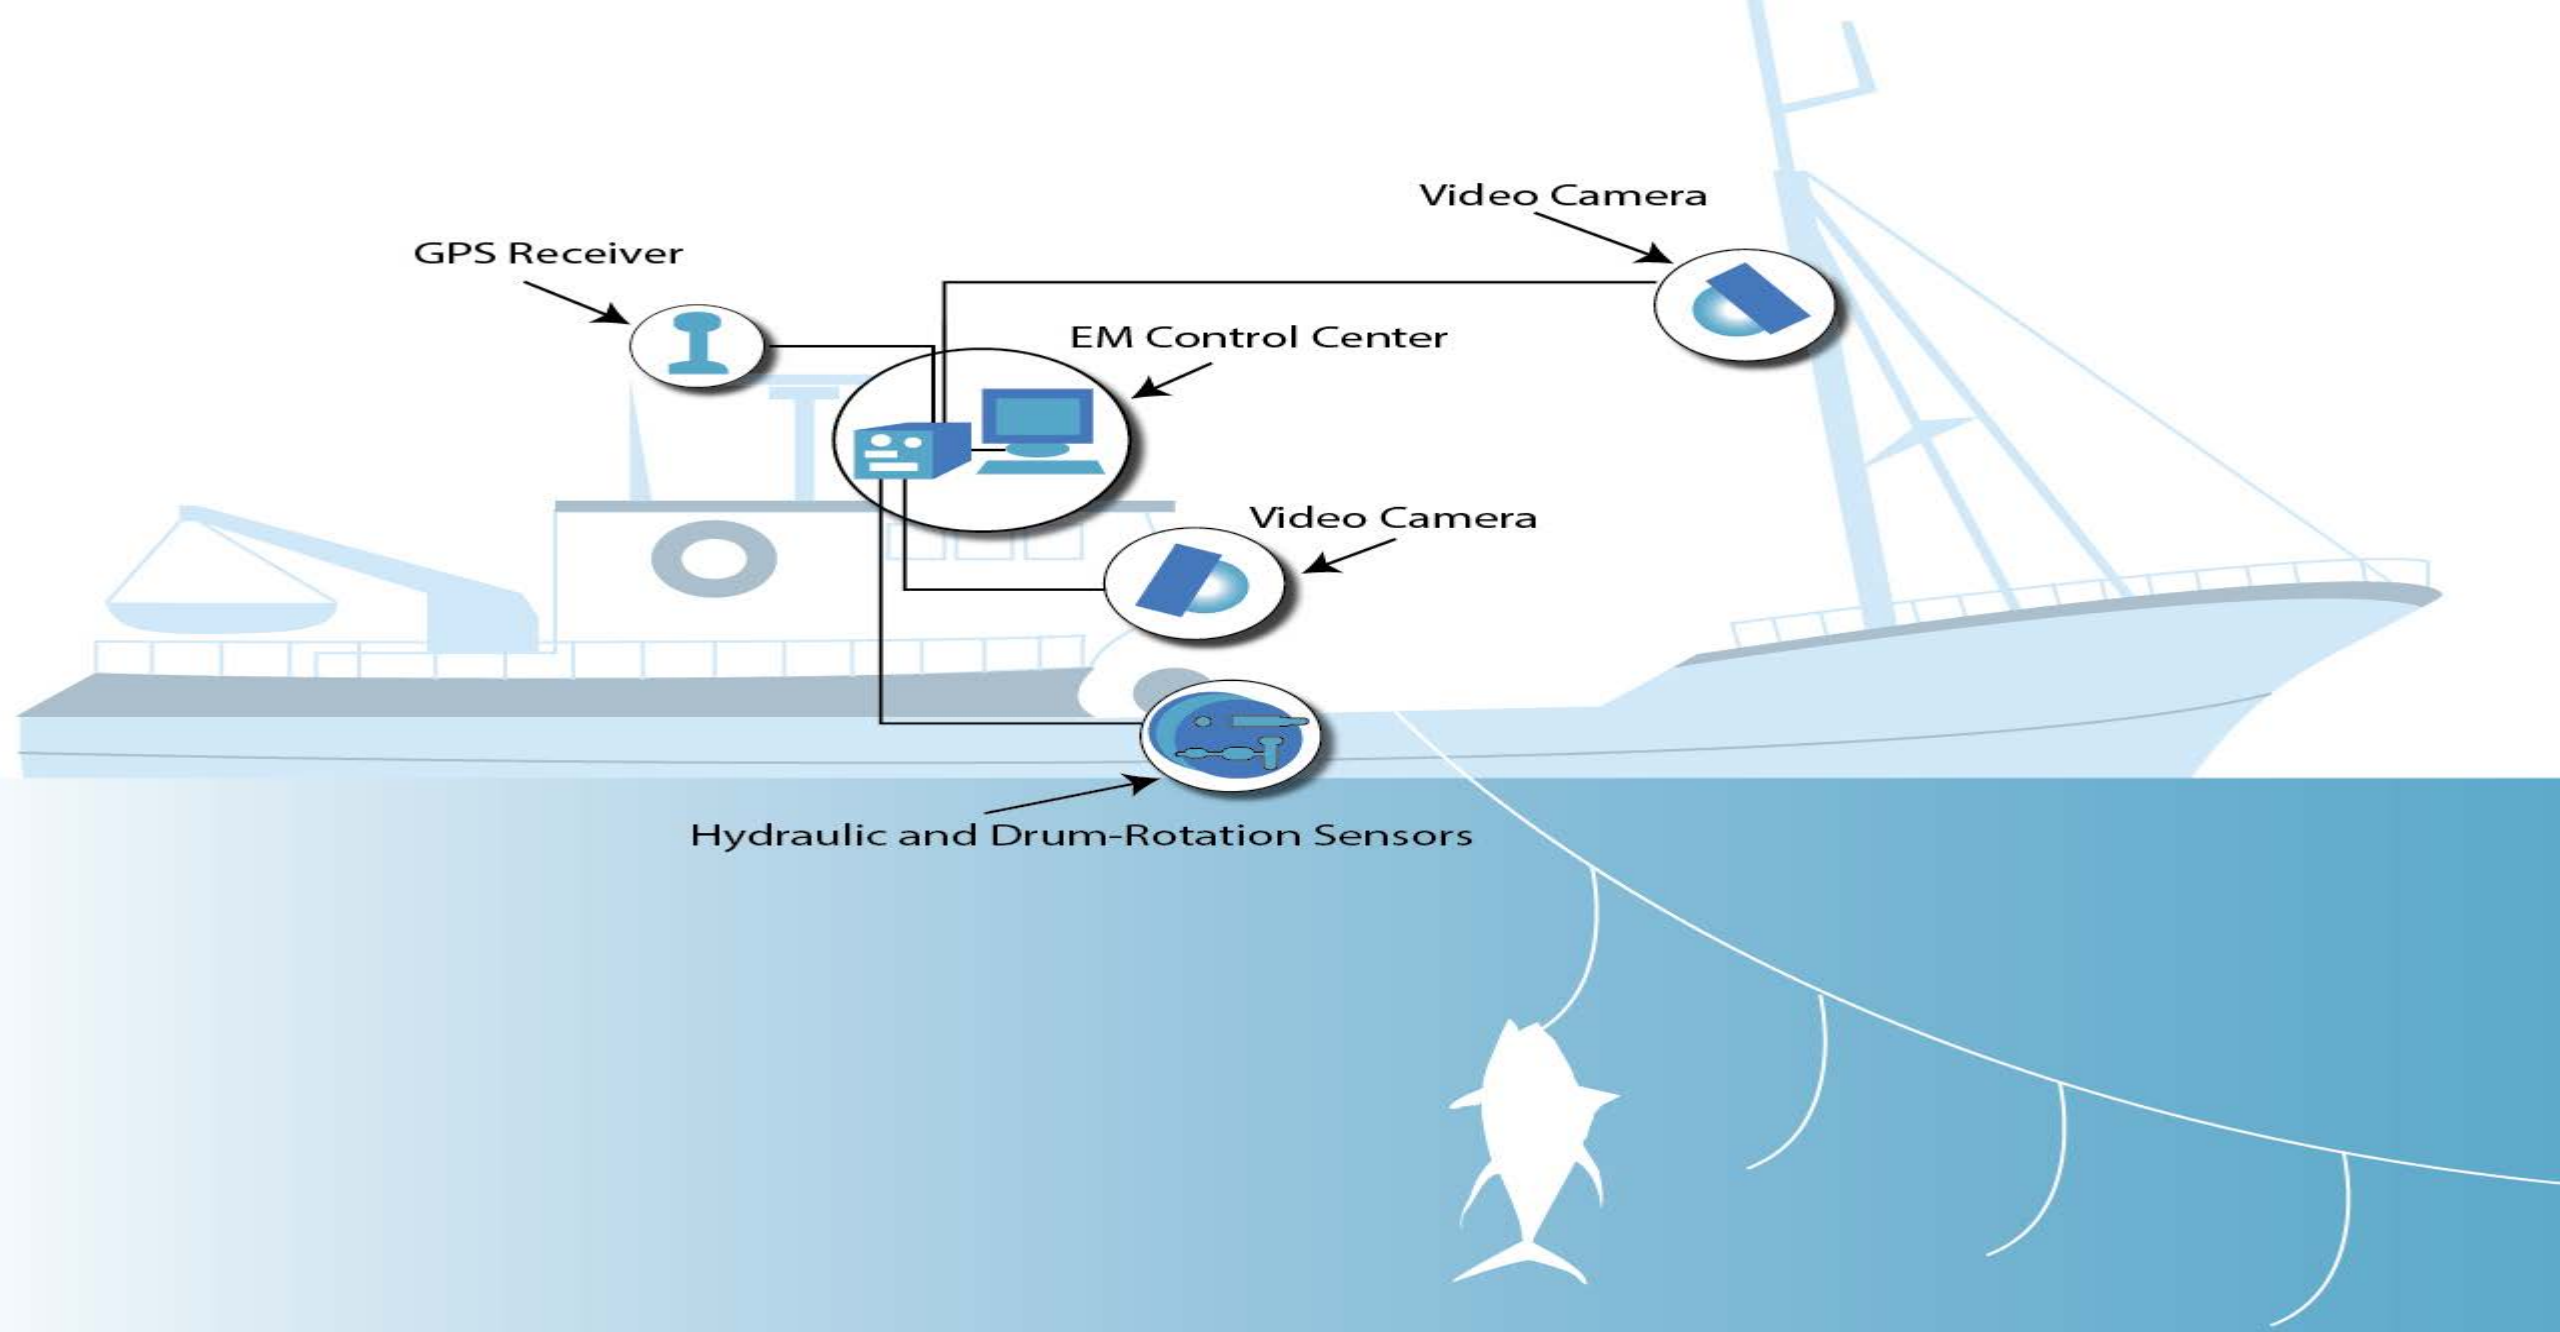 Video Camera
GPS Receiver
EM Control Center
Video Camera
Hydraulic and Drum-Rotation Sensors